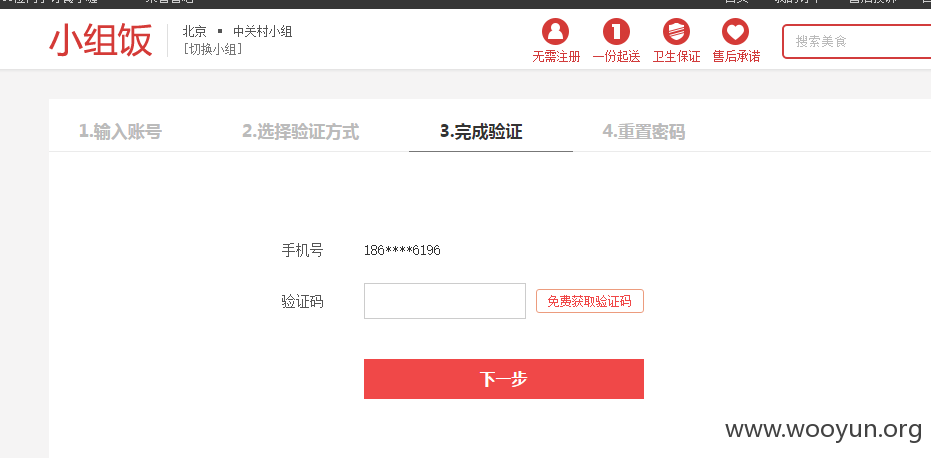 小组饭
北京 ▪ 中关村小组
[切换小组]
无需注册
1
一份起送
卫生保证
售后承诺
搜索美食
1.输入账号
2.选择验证方式
3.完成验证
4.重置密码
手机号
186****6196
验证码
免费获取验证码
下一步
www.wooyun.org